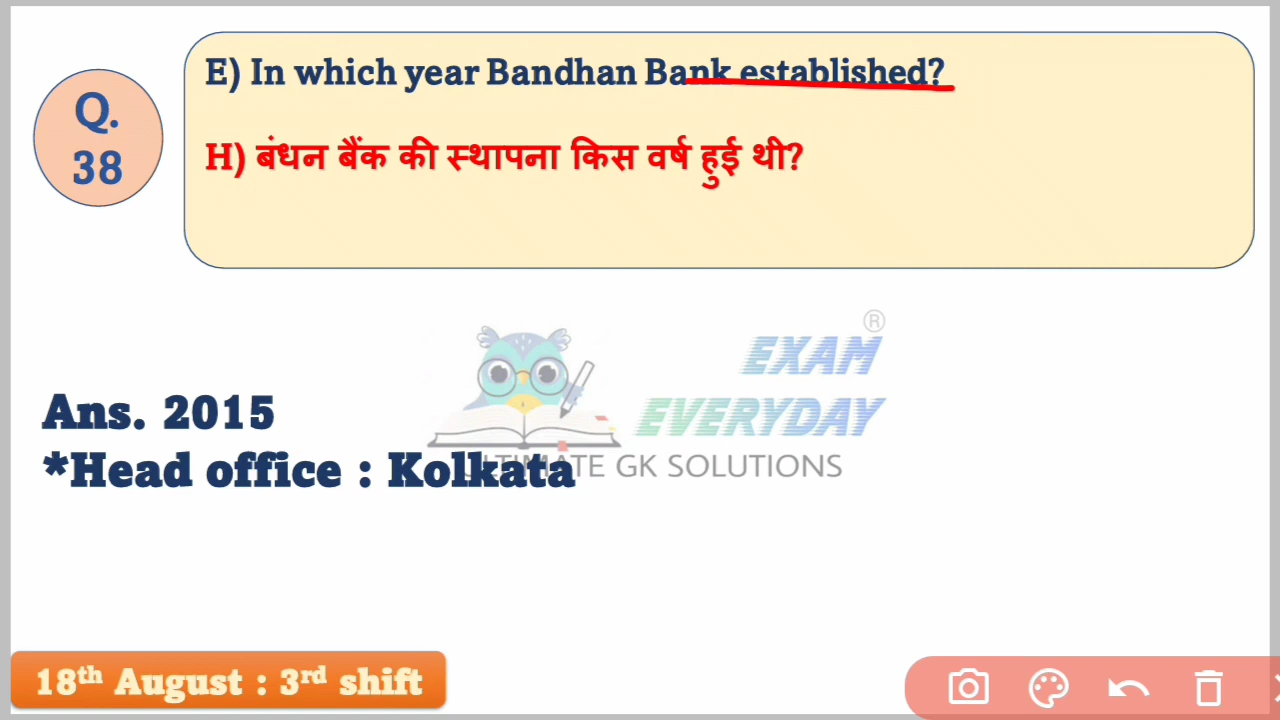 Q.
38
E) In which year Bandhan Bank established?
H) बंधन बैंक की स्थापना किस वर्ष हुई थी?
®
EXAM
EVERYDAY
ULTIMATE GK SOLUTIONS
Ans. 2015
*Head office : Kolkata
18th August : 3rd shift